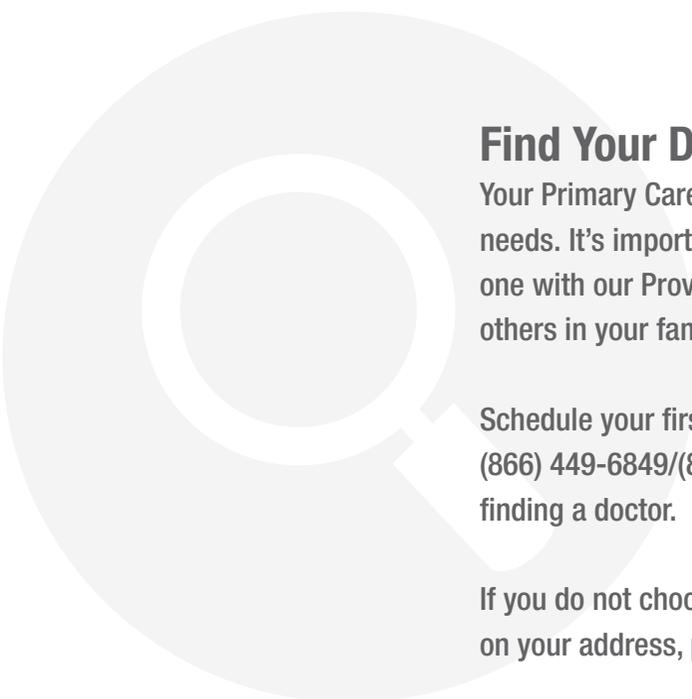 Find Your D
Your Primary Care
needs. It’s import
one with our Prov
others in your fam
Schedule your firs
(866) 449-6849/(8
finding a doctor.
If you do not choo
on your address, p